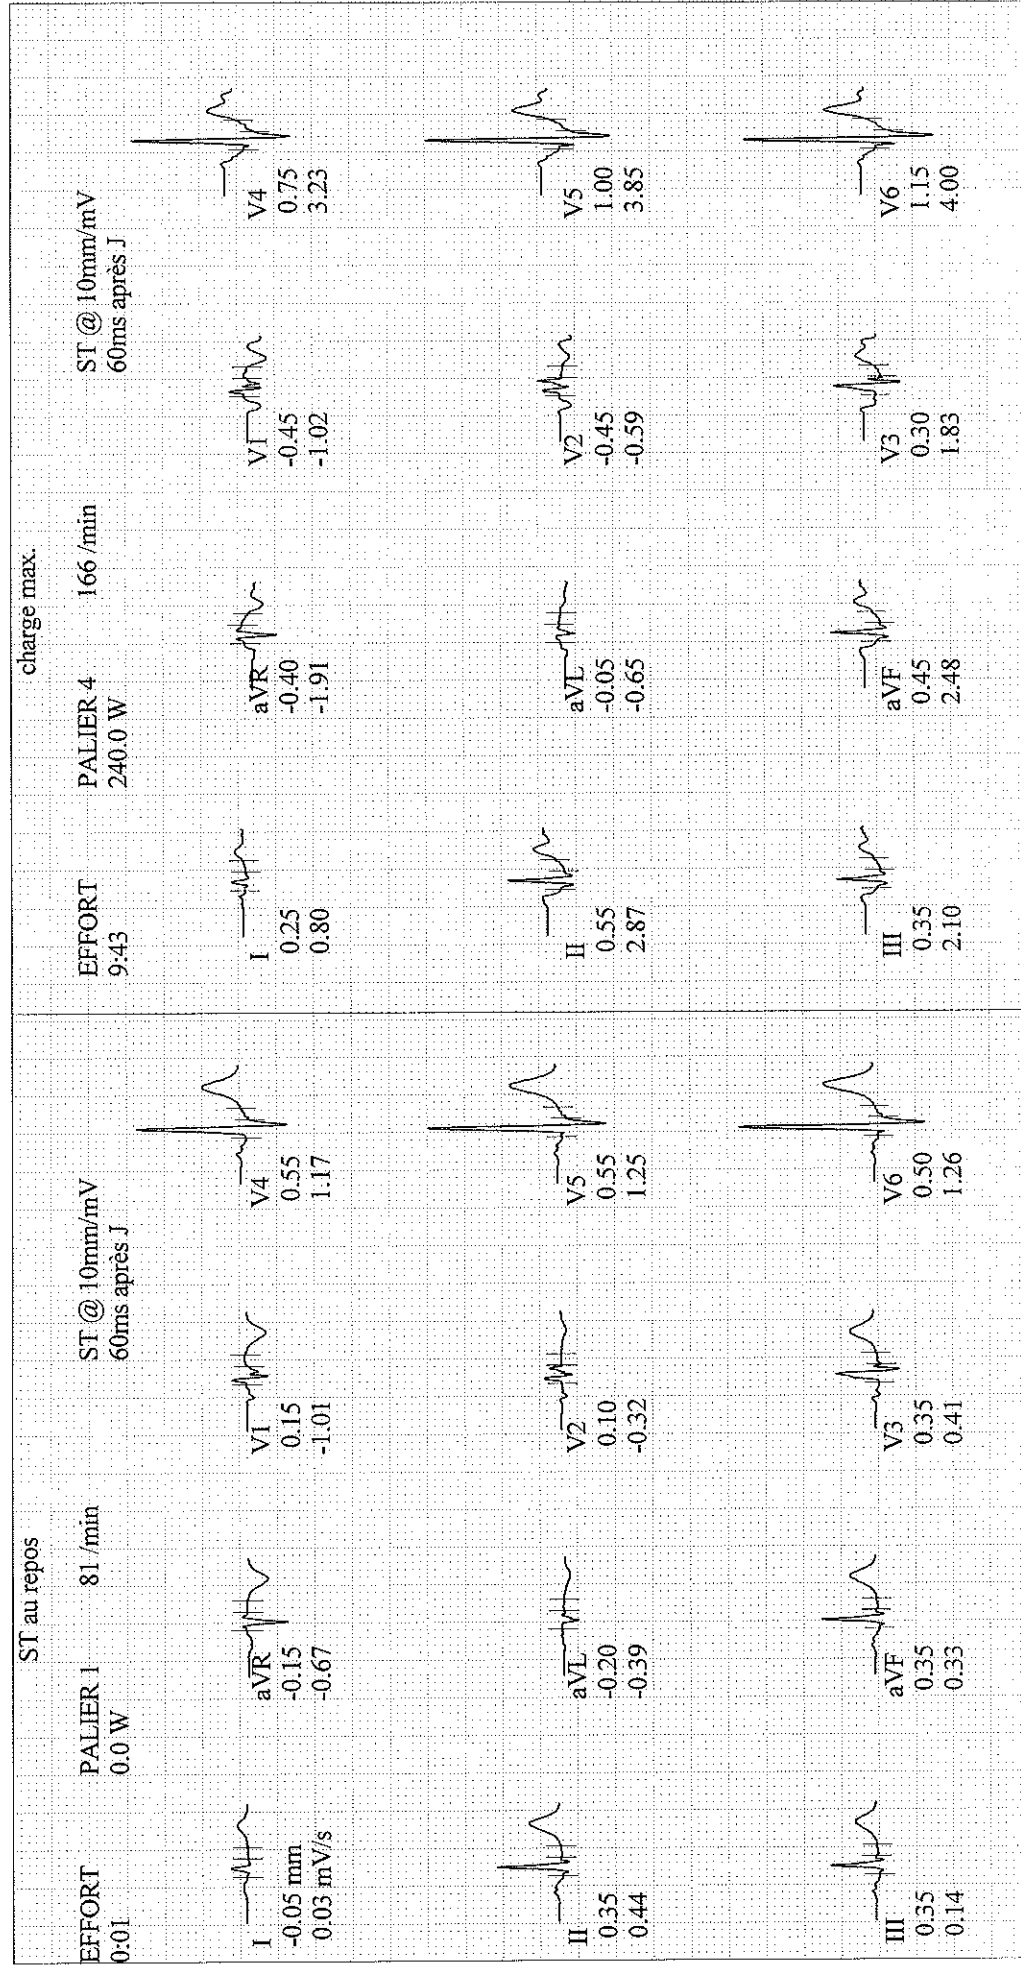 ST au repos
EFFORT PALIER 1 81 /min ST @ 10mm/mV
0:01 0.0 W 60ms après J
I
-0.05 mm
0.03 mV/s
aVR
-0.15
-0.67
V1
0.15
-1.01
V4
0.55
1.17
II
0.35
0.44
aVL
-0.20
-0.39
V2
0.10
-0.32
V5
0.55
1.25
III
0.35
0.14
aVF
0.35
0.33
V3
0.35
0.41
V6
0.50
1.26
charge max.
EFFORT PALIER 4 166 /min ST @ 10mm/mV
9:43 240.0 W 60ms après J
I
0.25
0.80
aVR
-0.40
-1.91
V1
-0.45
-1.02
V4
0.75
3.23
II
0.55
2.87
aVL
-0.05
-0.65
V2
-0.45
-0.59
V5
1.00
3.85
III
0.35
2.10
aVF
0.45
2.48
V3
0.30
1.83
V6
1.15
4.00